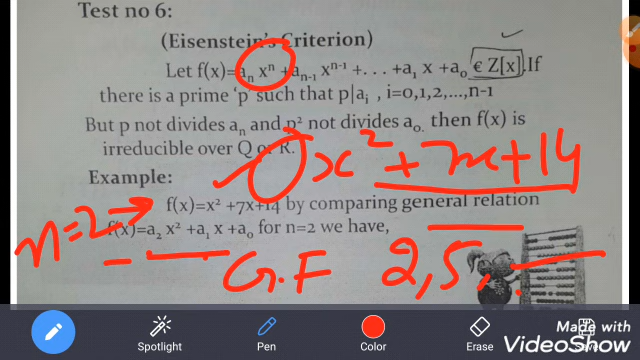 Test no 6:
(Eisenstein's Criterion)
Let f(x)=aₙ xⁿ +aₙ₋₁ xⁿ⁻¹ +. . . +a₁ x +a₀ € Z[x].If
there is a prime 'p' such that p|aᵢ , i=0,1,2,...,n-1
But p not divides aₙ and p² not divides a₀. then f(x) is
irreducible over Q or R.
x²+7x+14
Example:
f(x)=x² +7x+14 by comparing general relation
n=2→
f(x)=a₂ x² +a₁ x +a₀ for n=2 we have,
G.F 2,5,
Spotlight Pen Color Erase Save
Made with
VideoShow